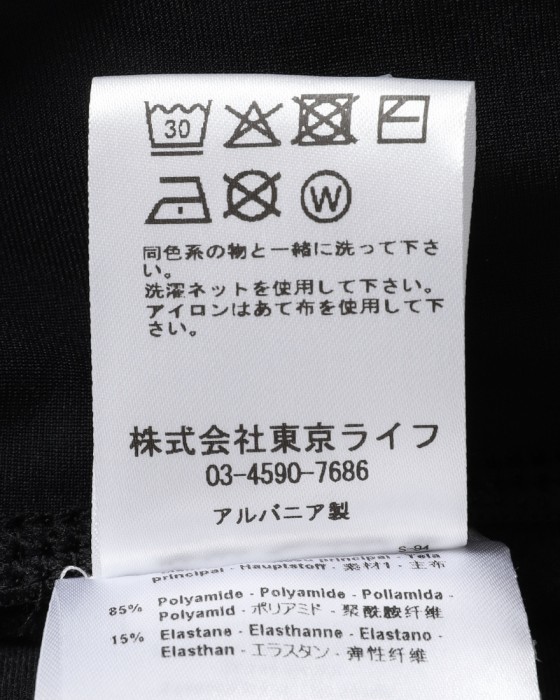 30
W
同色系の物と一緒に洗って下さ
い。
洗濯ネットを使用して下さい。
アイロンはあて布を使用して下
さい。
株式会社東京ライフ
03-4590-7686
アルバニア製
principal - Hauptstoff - 素材1 - 主布
85% Polyamide - Polyamide - Poliamida -
Polyamid - ポリアミド - 聚酰胺纤维
15% Elastane - Elasthanne - Elastano -
Elasthan - エラスタン - 弹性纤维